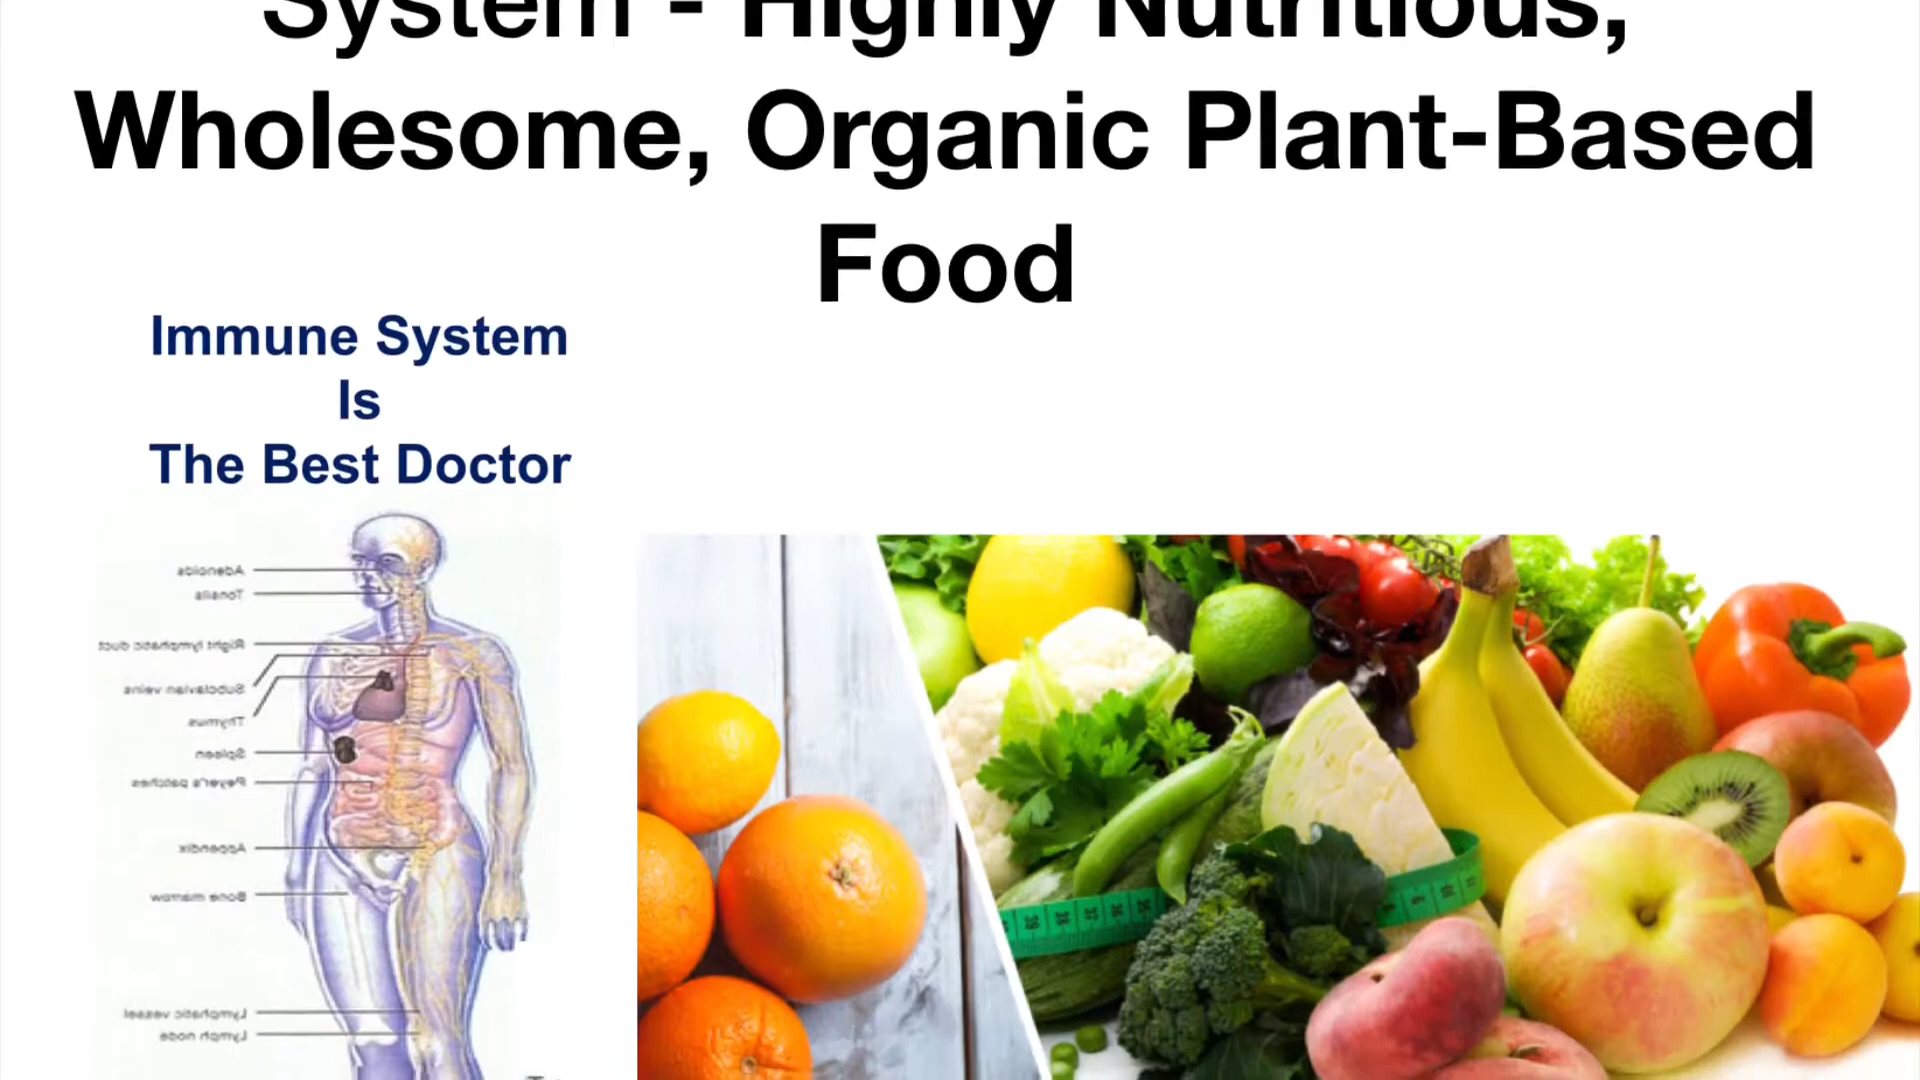 System - Highly Nutritious,
Wholesome, Organic Plant-Based
Food
Immune System
Is
The Best Doctor
Adenoids
Tonsils
Right lymphatic duct
Subclavian veins
Thymus
Spleen
Peyer's patches
Appendix
Bone marrow
Lymphatic vessel
Lymph node